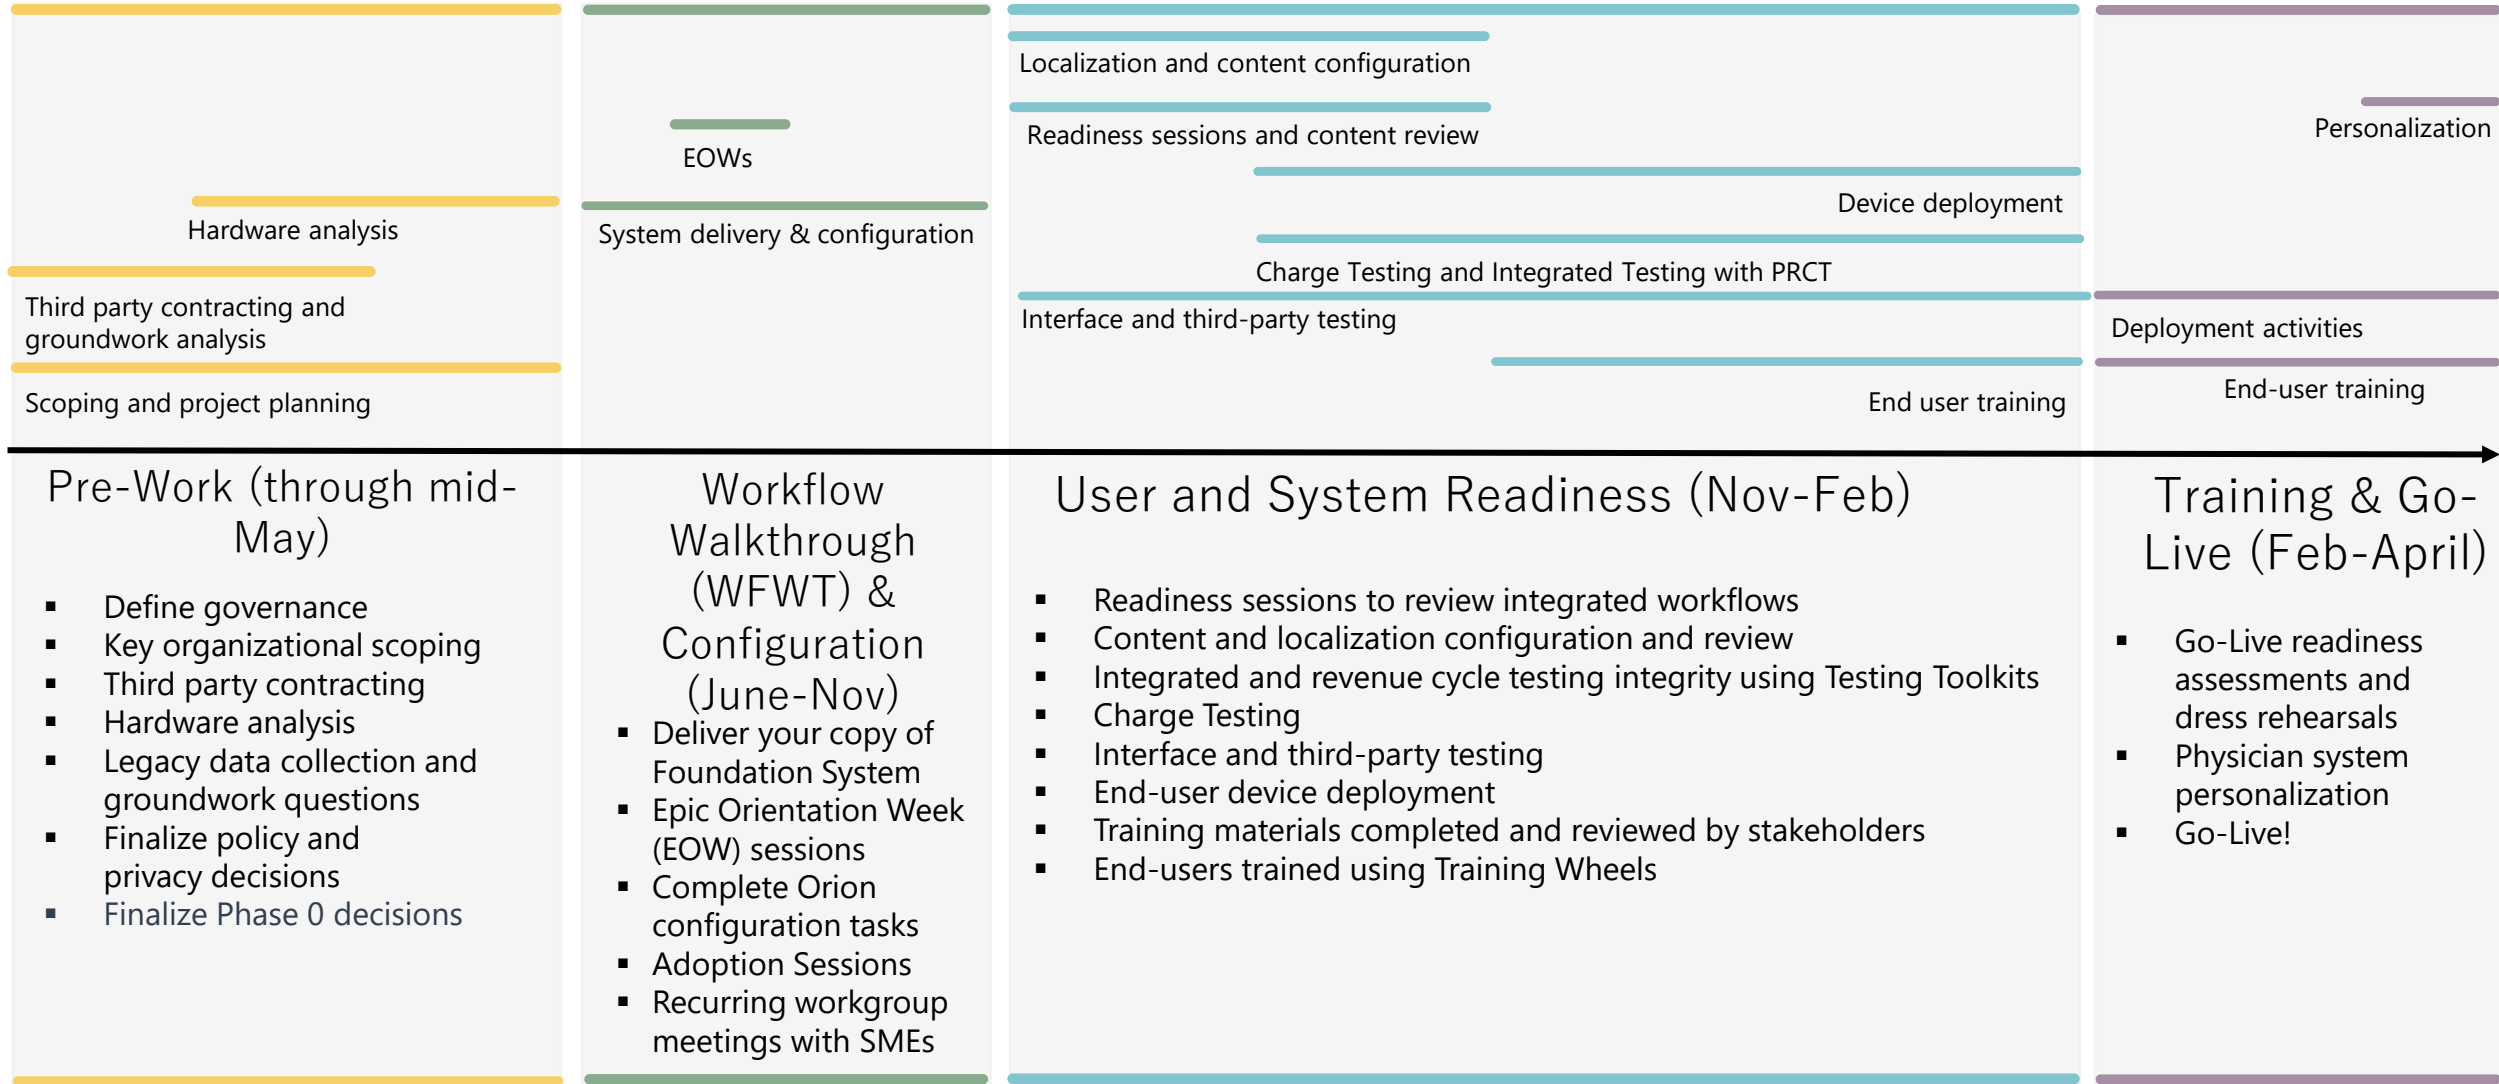 Hardware analysis
Third party contracting and
groundwork analysis
Scoping and project planning
EOWs
System delivery & configuration
Localization and content configuration
Readiness sessions and content review
Device deployment
Charge Testing and Integrated Testing with PRCT
Interface and third-party testing
End user training
Personalization
Deployment activities
End-user training
Pre-Work (through mid-
May)
▪ Define governance
▪ Key organizational scoping
▪ Third party contracting
▪ Hardware analysis
▪ Legacy data collection and
groundwork questions
▪ Finalize policy and
privacy decisions
▪ Finalize Phase 0 decisions
Workflow
Walkthrough
(WFWT) &
Configuration
(June-Nov)
▪ Deliver your copy of
Foundation System
▪ Epic Orientation Week
(EOW) sessions
▪ Complete Orion
configuration tasks
▪ Adoption Sessions
▪ Recurring workgroup
meetings with SMEs
User and System Readiness (Nov-Feb)
▪ Readiness sessions to review integrated workflows
▪ Content and localization configuration and review
▪ Integrated and revenue cycle testing integrity using Testing Toolkits
▪ Charge Testing
▪ Interface and third-party testing
▪ End-user device deployment
▪ Training materials completed and reviewed by stakeholders
▪ End-users trained using Training Wheels
Training & Go-
Live (Feb-April)
▪ Go-Live readiness
assessments and
dress rehearsals
▪ Physician system
personalization
▪ Go-Live!